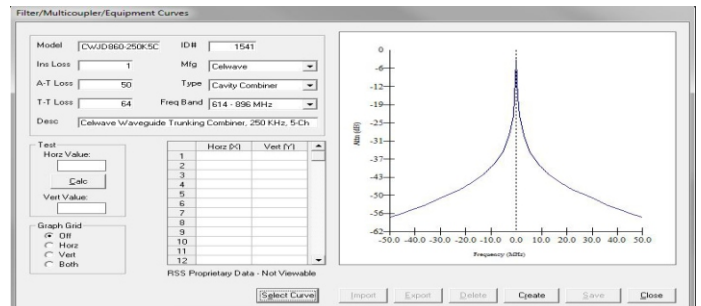 Filter/Multicoupler/Equipment Curves
Model CWJD860-250K5C ID# 1541
Ins Loss 1 Mfg Celwave
A-T Loss 50 Type Cavity Combiner
T-T Loss 64 Freq Band 614 - 896 MHz
Desc Celwave Waveguide Trunking Combiner, 250 KHz, 5-Ch
Test
Horz Value:
Calc
Vert Value:
Graph Grid
Off
Horz
Vert
Both
Horz (X) Vert (Y)
1
2
3
4
5
6
7
8
9
10
11
12
RSS Proprietary Data - Not Viewable
0
-6
-12
-19
-25
-31
-37
-43
-50
-56
-62
Attn (dB)
-50.0 -40.0 -30.0 -20.0 -10.0 0.0 10.0 20.0 30.0 40.0 50.0
Frequency (MHz)
Select Curve Import Export Delete Create Save Close